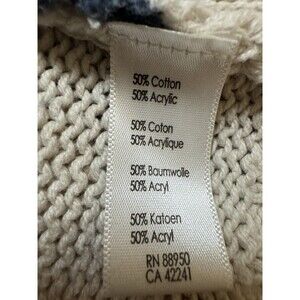 50% Cotton
50% Acrylic
50% Coton
50% Acrylique
50% Baumwolle
50% Acryl
50% Katoen
50% Acryl
RN 88950
CA 42241